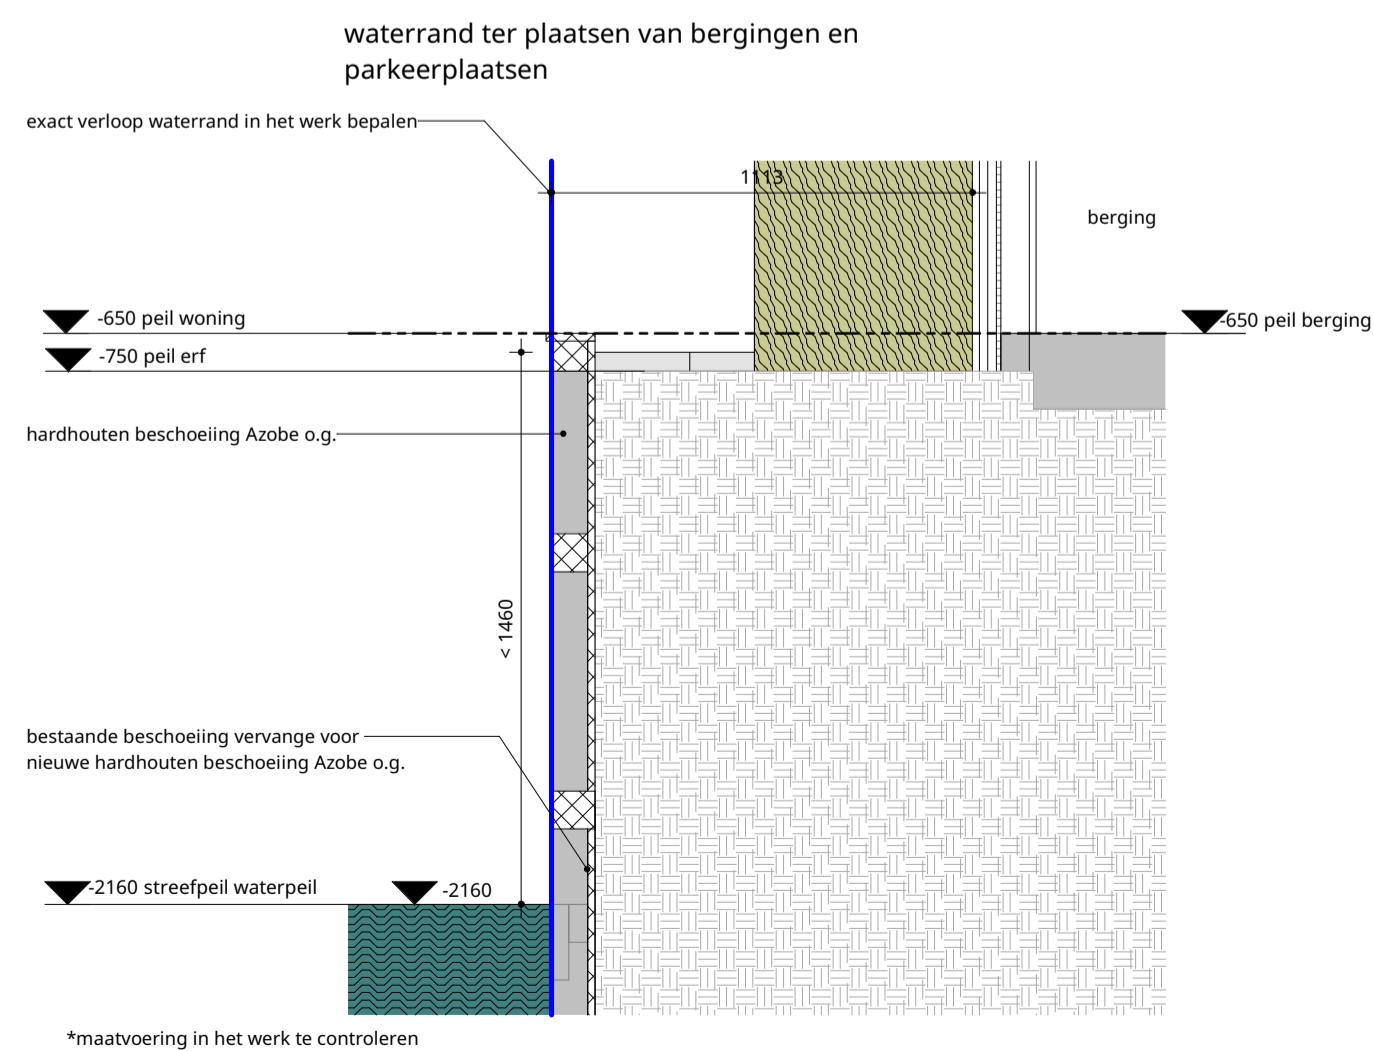 waterrand ter plaatsen van bergingen en
parkeerplaatsen
exact verloop waterrand in het werk bepalen
1113
berging
-650 peil woning
-650 peil berging
-750 peil erf
hardhouten beschoeiing Azobe o.g.
< 1460
bestaande beschoeiing vervange voor
nieuwe hardhouten beschoeiing Azobe o.g.
-2160 streefpeil waterpeil
-2160
*maatvoering in het werk te controleren